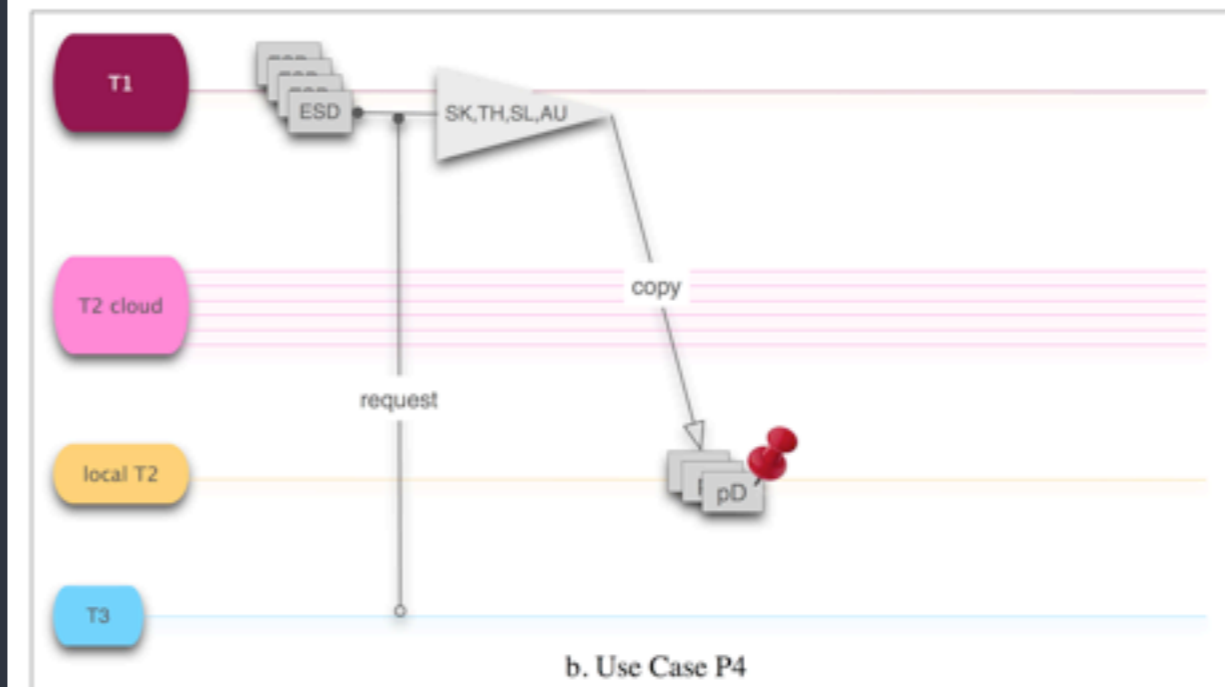 T1
ESD
SK,TH,SL,AU
T2 cloud
copy
request
local T2
pD
T3
b. Use Case P4